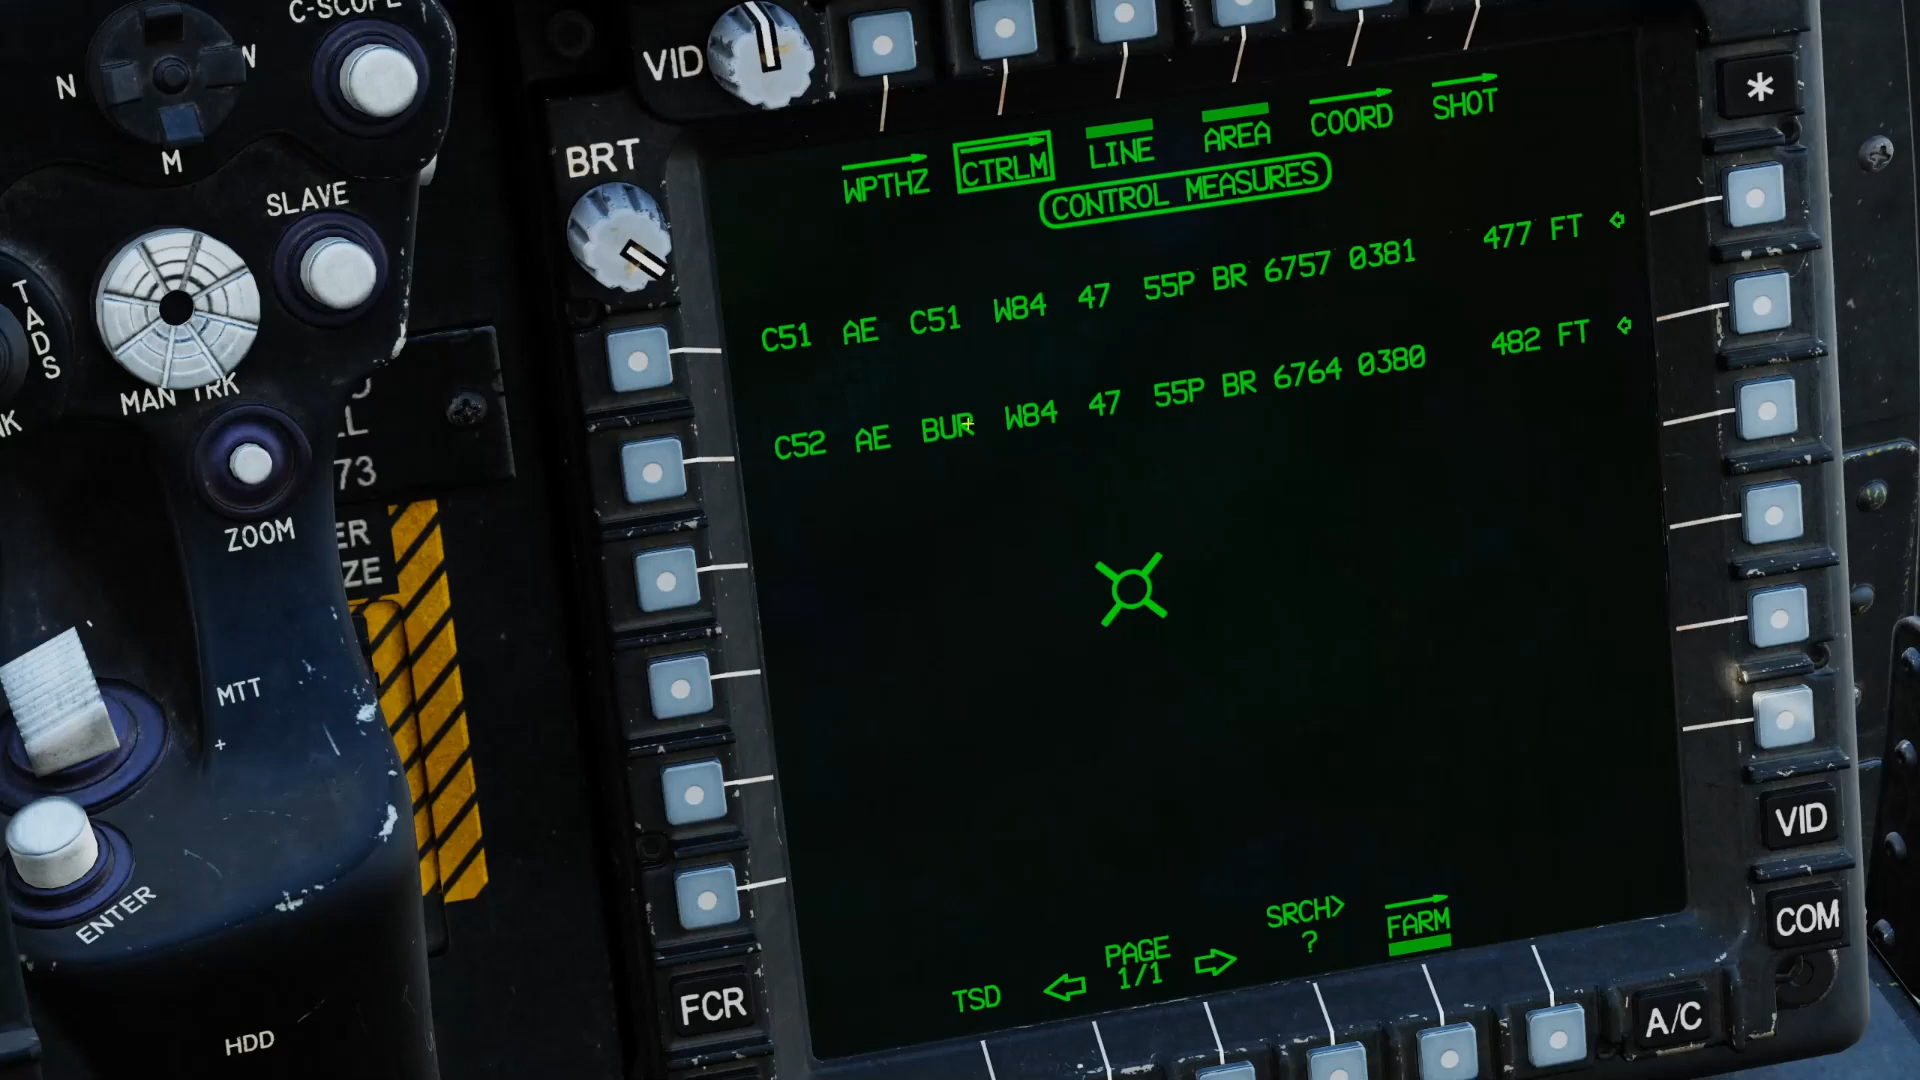 C-SCOPE
N
M
SLAVE
TADS
MAN TRK
ZOOM
73
ER
ZE
MTT
+
ENTER
HDD
VID
BRT
WPTHZ CTRLM LINE AREA COORD SHOT
CONTROL MEASURES
C51 AE C51 W84 47 55P BR 6757 0381 477 FT
C52 AE BUR W84 47 55P BR 6764 0380 482 FT
TSD PAGE 1/1 SRCH> ? FARM
FCR
*
VID
COM
A/C